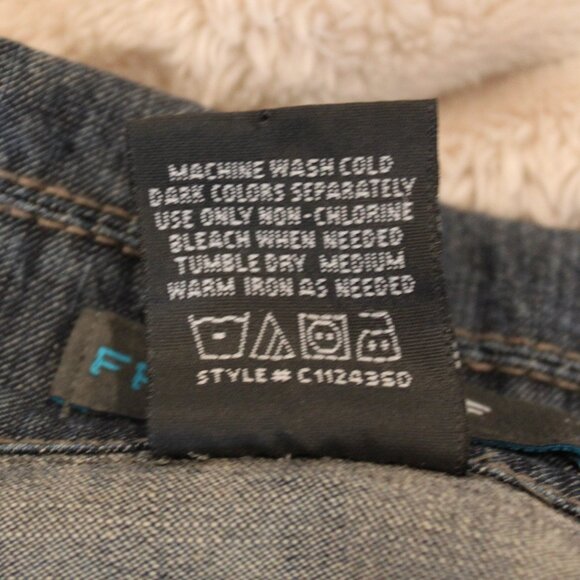 MACHINE WASH COLD
DARK COLORS SEPARATELY
USE ONLY NON-CHLORINE
BLEACH WHEN NEEDED
TUMBLE DRY MEDIUM
WARM IRON AS NEEDED
STYLE# C112436D